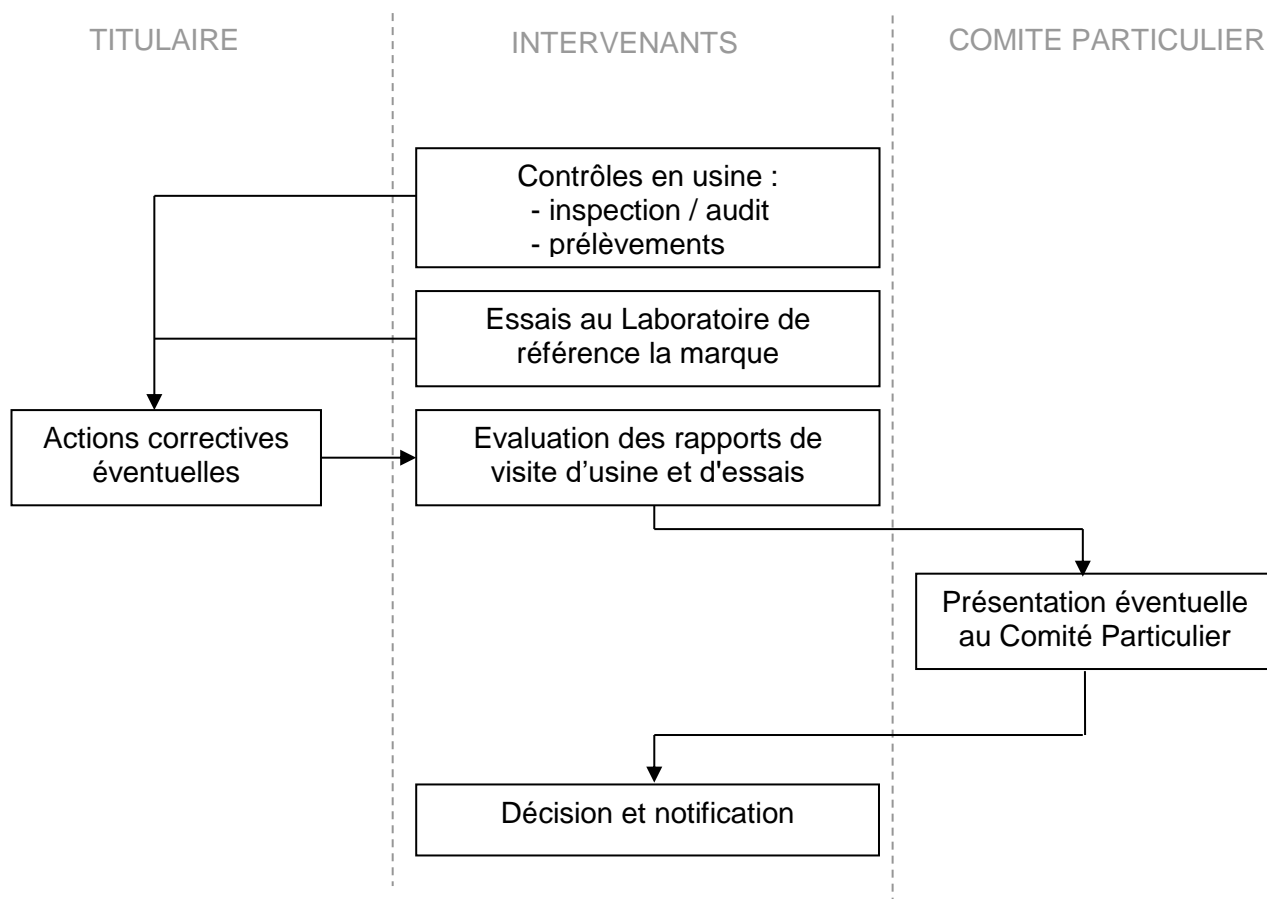 TITULAIRE
INTERVENANTS
COMITE PARTICULIER
Contrôles en usine :
- inspection / audit
- prélèvements
Essais au Laboratoire de
référence la marque
Actions correctives
éventuelles
Evaluation des rapports de
visite d’usine et d'essais
Présentation éventuelle
au Comité Particulier
Décision et notification